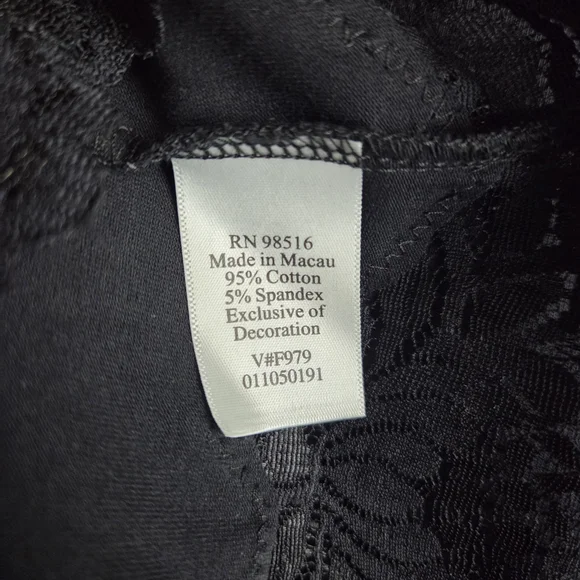 RN 98516
Made in Macau
95% Cotton
5% Spandex
Exclusive of
Decoration
V#F979
011050191